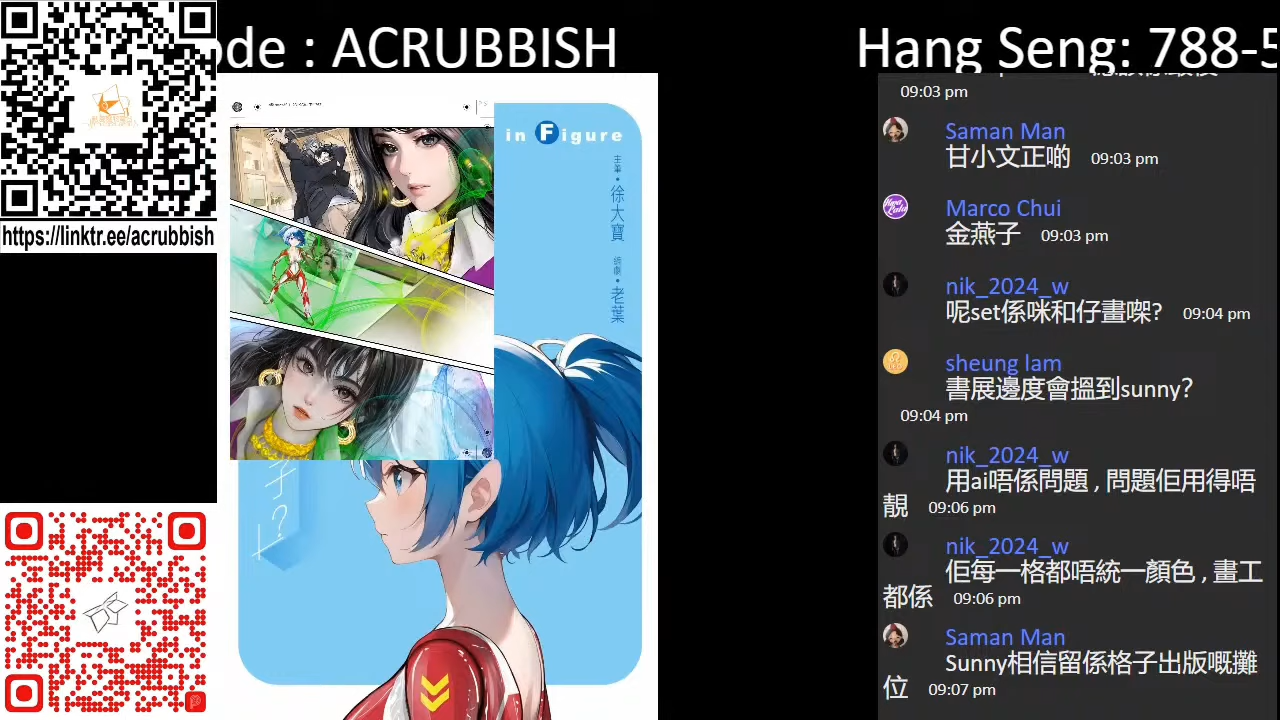 ode : ACRUBBISH
Hang Seng: 788-5
https://linktr.ee/acrubbish
in Figure
主筆・徐大寶
編劇・老葉
子?
09:03 pm
Saman Man
甘小文正啲 09:03 pm
Marco Chui
金燕子 09:03 pm
nik_2024_w
呢set係咪和仔畫㗎? 09:04 pm
sheung lam
書展邊度會搵到sunny?
09:04 pm
nik_2024_w
用ai唔係問題 , 問題佢用得唔
靚 09:06 pm
nik_2024_w
佢每一格都唔統一顏色 , 畫工
都係 09:06 pm
Saman Man
Sunny相信留係格子出版嘅攤
位 09:07 pm